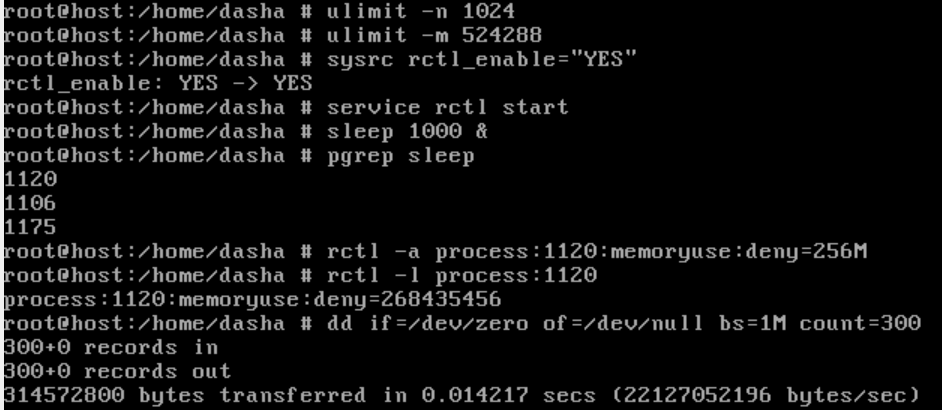 root@host:/home/dasha # ulimit -n 1024
root@host:/home/dasha # ulimit -m 524288
root@host:/home/dasha # sysrc rctl_enable="YES"
rctl_enable: YES -> YES
root@host:/home/dasha # service rctl start
root@host:/home/dasha # sleep 1000 &
root@host:/home/dasha # pgrep sleep
1120
1106
1175
root@host:/home/dasha # rctl -a process:1120:memoryuse:deny=256M
root@host:/home/dasha # rctl -l process:1120
process:1120:memoryuse:deny=268435456
root@host:/home/dasha # dd if=/dev/zero of=/dev/null bs=1M count=300
300+0 records in
300+0 records out
314572800 bytes transferred in 0.014217 secs (22127052196 bytes/sec)